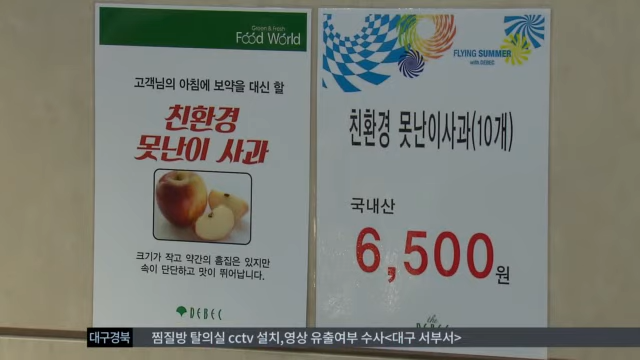 Green & Fresh
Food World
고객님의 아침에 보약을 대신 할
친환경
못난이 사과
크기가 작고 약간의 흠집은 있지만
속이 단단하고 맛이 뛰어납니다.
DEBEC
FLYING SUMMER
with DEBEC
친환경 못난이사과(10개)
국내산
6,500원
the
DEBEC
대구경북 찜질방 탈의실 cctv 설치,영상 유출여부 수사<대구 서부서>